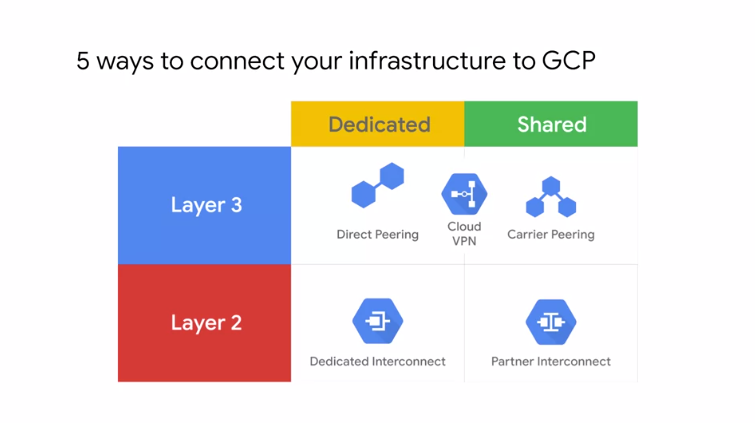 5 ways to connect your infrastructure to GCP
Dedicated
Shared
Layer 3
Direct Peering
Cloud
VPN
Carrier Peering
Layer 2
Dedicated Interconnect
Partner Interconnect